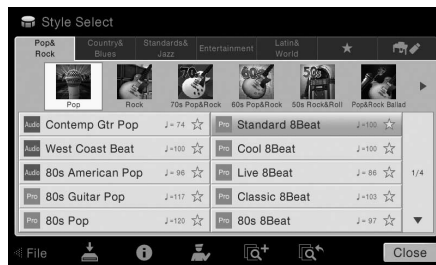 Style Select
Pop& Rock
Country& Blues
Standards& Jazz
Entertainment
Latin& World
Pop
Rock
70s Pop&Rock
60s Pop&Rock
50s Rock&Roll
Pop&Rock Ballad
Audio Contemp Gtr Pop ♩= 74
Pro Standard 8Beat ♩=100
Audio West Coast Beat ♩=100
Pro Cool 8Beat ♩=100
Audio 80s American Pop ♩= 96
Pro Live 8Beat ♩= 86
1/4
Pro 80s Guitar Pop ♩=117
Pro Classic 8Beat ♩=103
Pro 80s Pop ♩=120
Pro 80s 8Beat ♩= 97
File
Close